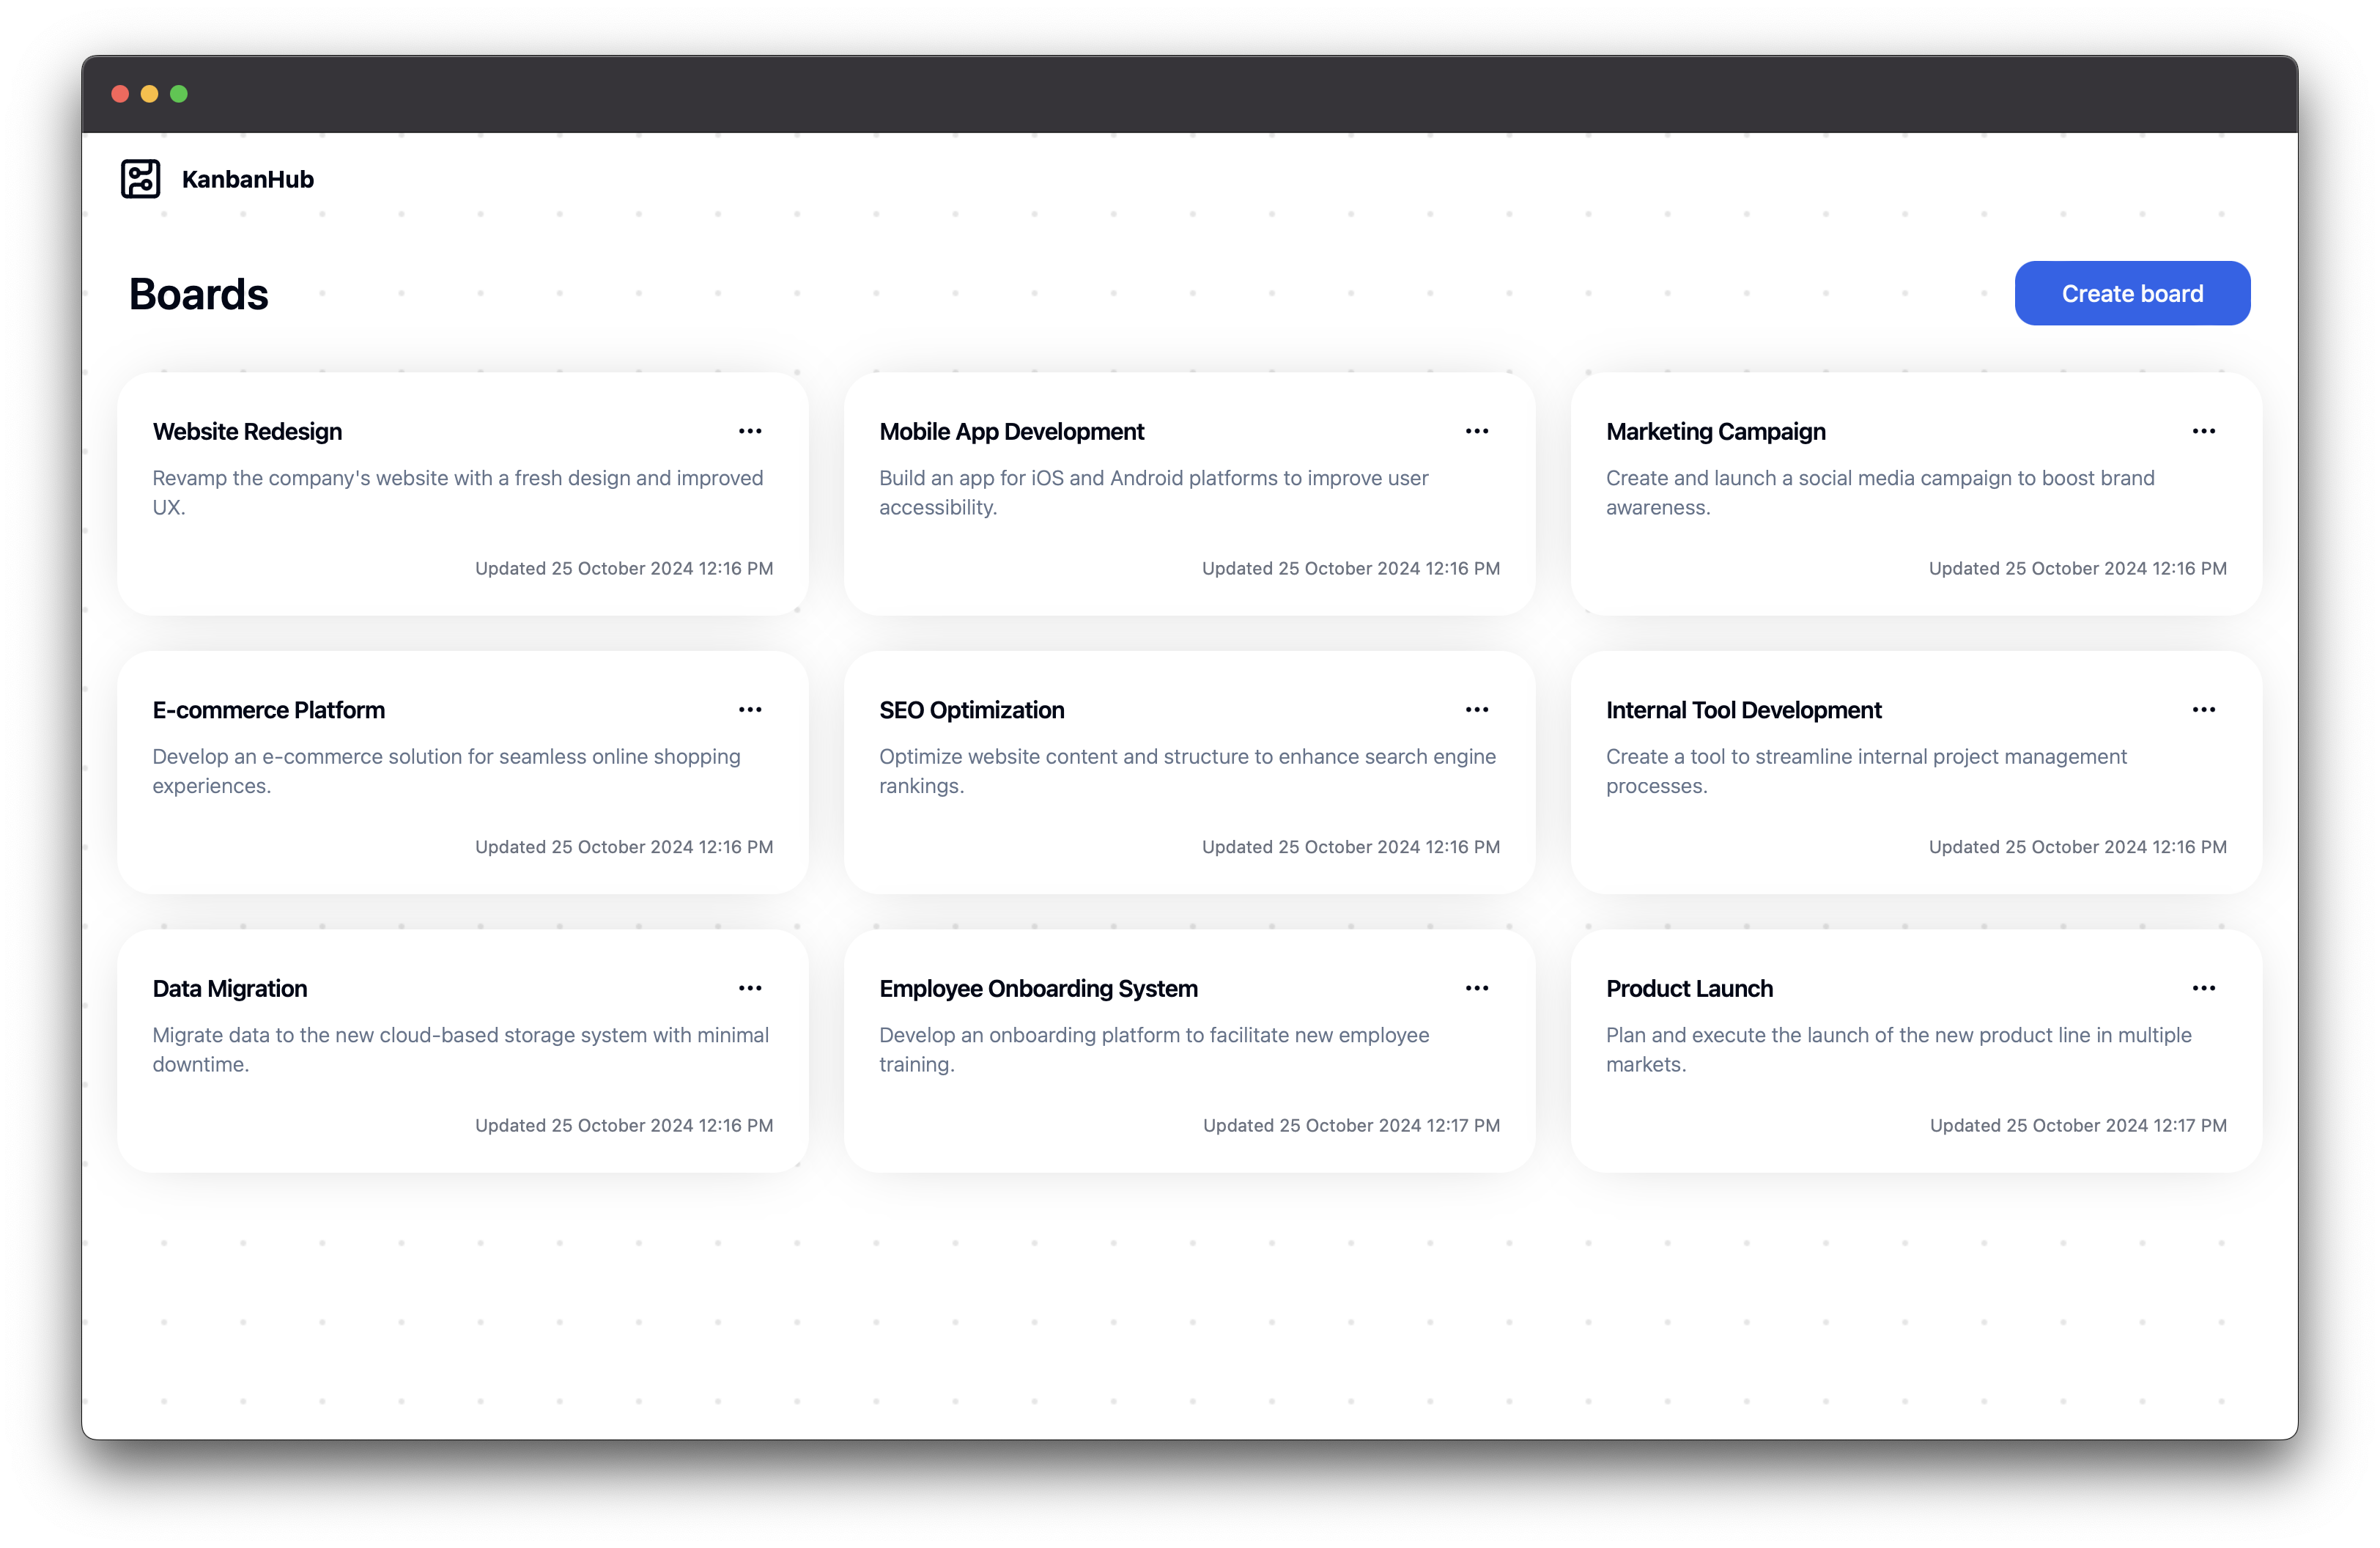 KanbanHub
Boards
Create board
Website Redesign
Revamp the company's website with a fresh design and improved
UX.
Updated 25 October 2024 12:16 PM
Mobile App Development
Build an app for iOS and Android platforms to improve user
accessibility.
Updated 25 October 2024 12:16 PM
Marketing Campaign
Create and launch a social media campaign to boost brand
awareness.
Updated 25 October 2024 12:16 PM
E-commerce Platform
Develop an e-commerce solution for seamless online shopping
experiences.
Updated 25 October 2024 12:16 PM
SEO Optimization
Optimize website content and structure to enhance search engine
rankings.
Updated 25 October 2024 12:16 PM
Internal Tool Development
Create a tool to streamline internal project management
processes.
Updated 25 October 2024 12:16 PM
Data Migration
Migrate data to the new cloud-based storage system with minimal
downtime.
Updated 25 October 2024 12:16 PM
Employee Onboarding System
Develop an onboarding platform to facilitate new employee
training.
Updated 25 October 2024 12:17 PM
Product Launch
Plan and execute the launch of the new product line in multiple
markets.
Updated 25 October 2024 12:17 PM